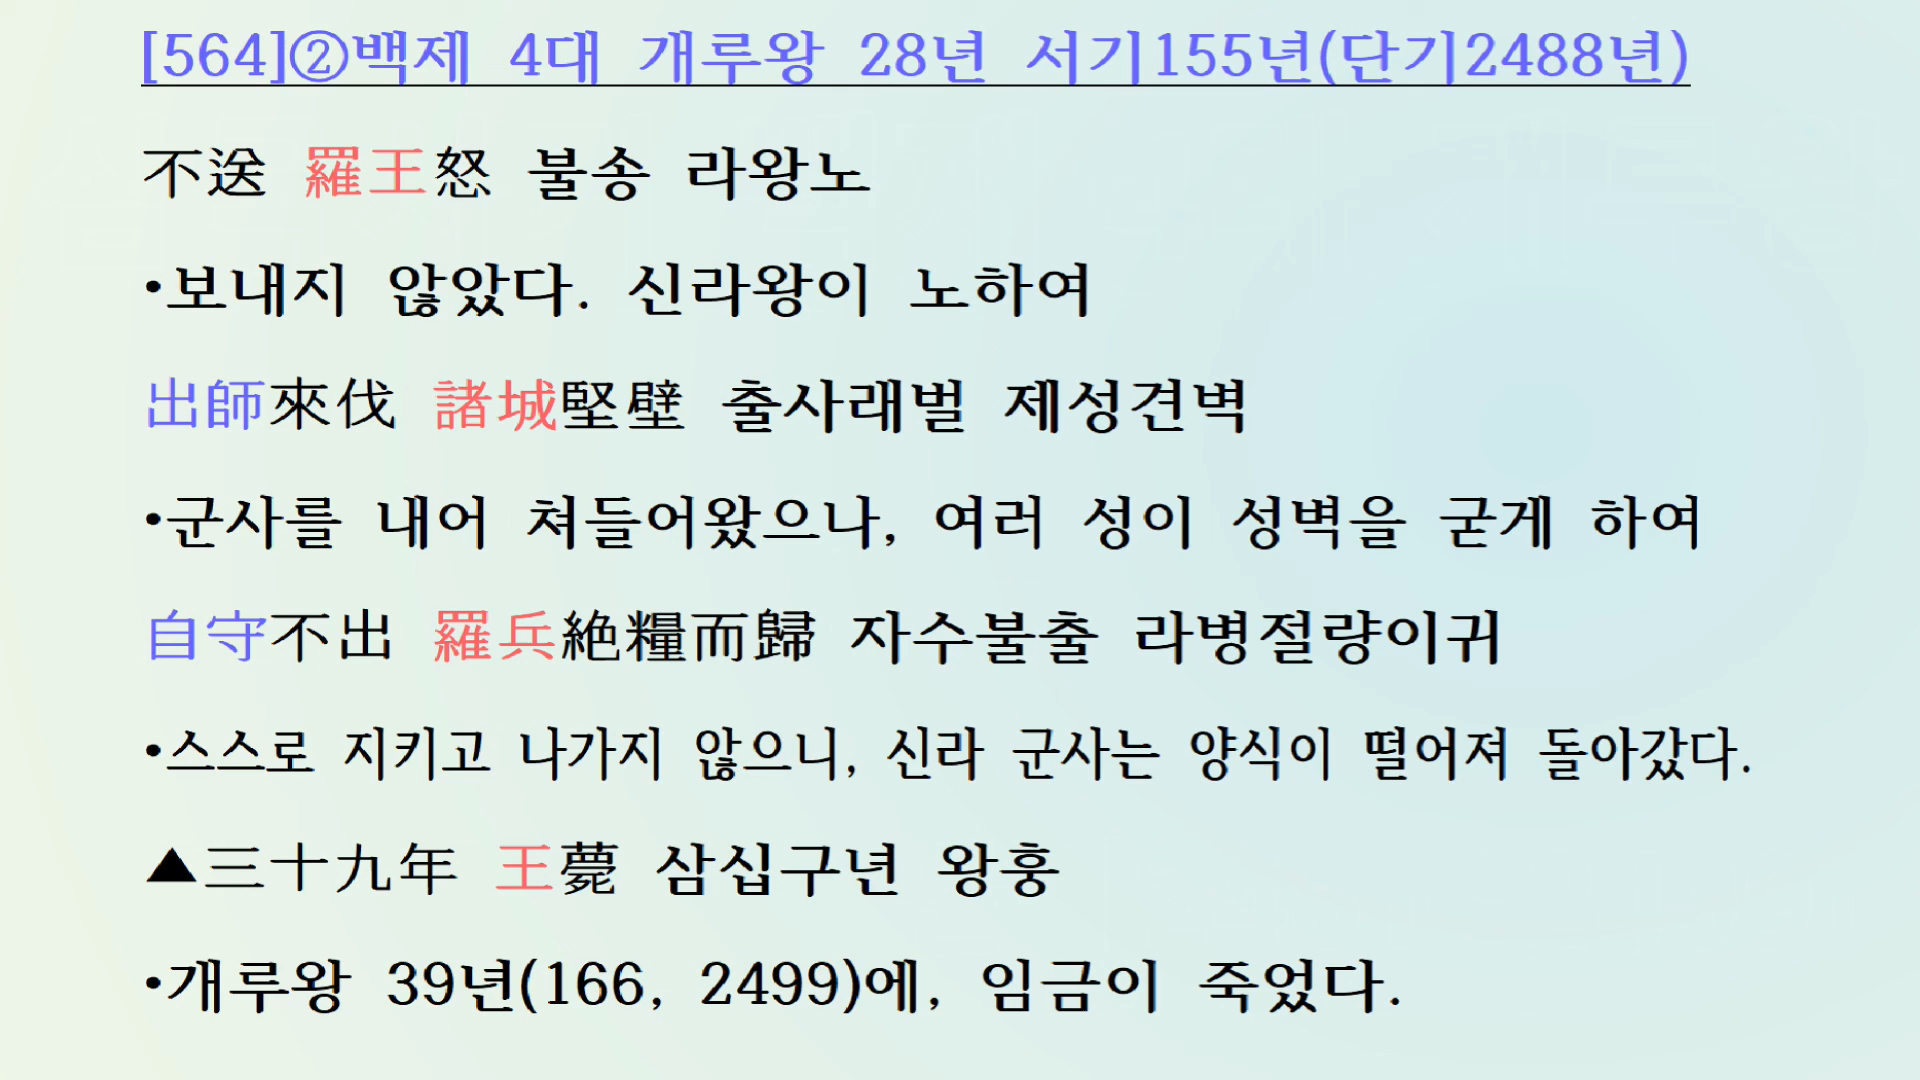 [564]②백제 4대 개루왕 28년 서기155년(단기2488년)
不送 羅王怒 불송 라왕노
•보내지 않았다. 신라왕이 노하여
出師來伐 諸城堅壁 출사래벌 제성견벽
•군사를 내어 쳐들어왔으나, 여러 성이 성벽을 굳게 하여
自守不出 羅兵絶糧而歸 자수불출 라병절량이귀
•스스로 지키고 나가지 않으니, 신라 군사는 양식이 떨어져 돌아갔다.
▲三十九年 王薨 삼십구년 왕훙
•개루왕 39년(166, 2499)에, 임금이 죽었다.